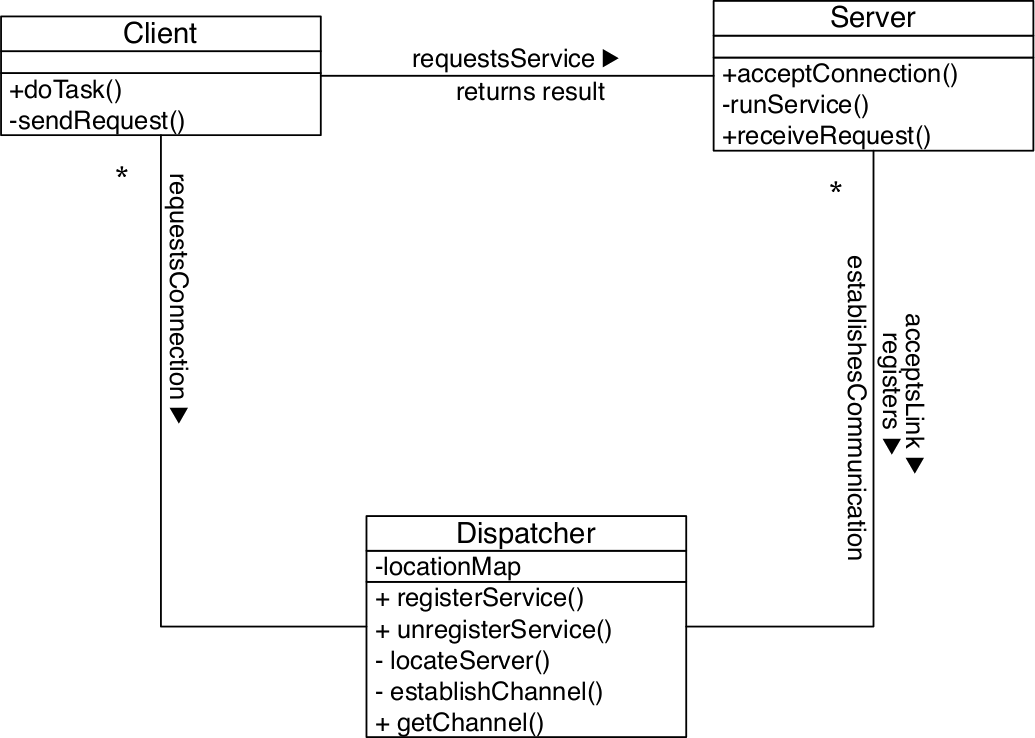 Client
+doTask()
-sendRequest()
requestsService ▶
returns result
Server
+acceptConnection()
-runService()
+receiveRequest()
*
requestsConnection ▶
*
establishesCommunication
registers ▶
acceptsLink ▶
Dispatcher
-locationMap
+ registerService()
+ unregisterService()
- locateServer()
- establishChannel()
+ getChannel()